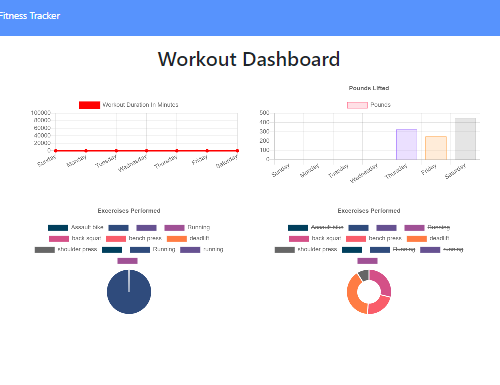 Fitness Tracker
Workout Dashboard
Workout Duration In Minutes
100000
80000
60000
40000
20000
0
Sunday Monday Tuesday Wednesday Thursday Friday Saturday
Pounds Lifted
Pounds
500
400
300
200
100
0
Sunday Monday Tuesday Wednesday Thursday Friday Saturday
Excercises Performed
Assault bike Running
back squat bench press deadlift
shoulder press Running running
Excercises Performed
Assault bike Running
back squat bench press deadlift
shoulder press Running running